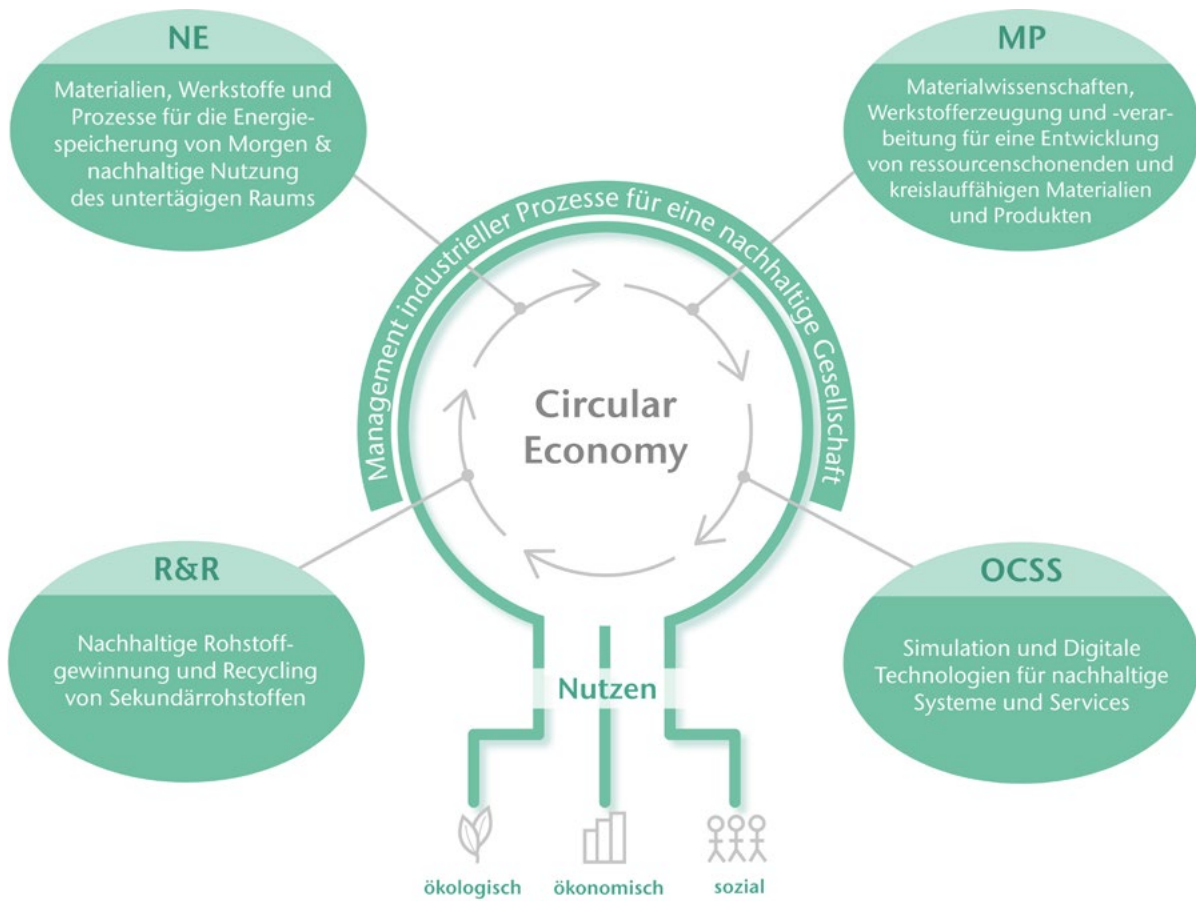 NE
Materialien, Werkstoffe und
Prozesse für die Energie-
speicherung von Morgen &
nachhaltige Nutzung
des untertägigen Raums
MP
Materialwissenschaften,
Werkstofferzeugung und -verar-
beitung für eine Entwicklung
von ressourcenschonenden und
kreislauffähigen Materialien
und Produkten
Management industrieller Prozesse für eine nachhaltige Gesellschaft
Circular
Economy
R&R
Nachhaltige Rohstoff-
gewinnung und Recycling
von Sekundärrohstoffen
OCSS
Simulation und Digitale
Technologien für nachhaltige
Systeme und Services
Nutzen
ökologisch
ökonomisch
sozial